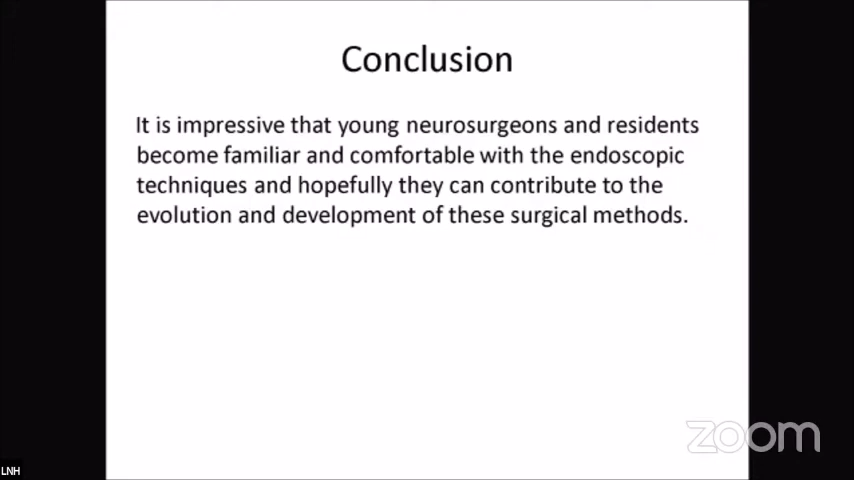 Conclusion
It is impressive that young neurosurgeons and residents
become familiar and comfortable with the endoscopic
techniques and hopefully they can contribute to the
evolution and development of these surgical methods.
zoom
LNH